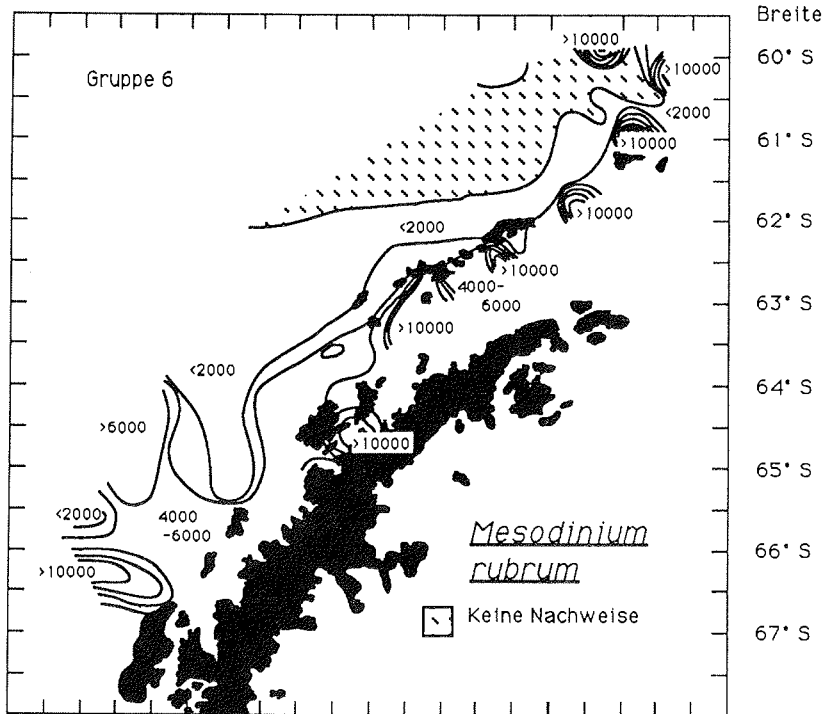 Breite
>10000
60° S
Gruppe 6
>10000
<2000
61° S
>10000
>10000
62° S
<2000
>10000
4000-
6000
63° S
>10000
<2000
64° S
>6000
>10000
65° S
<2000
4000
-6000
Mesodinium
rubrum
66° S
>10000
Keine Nachweise
67° S